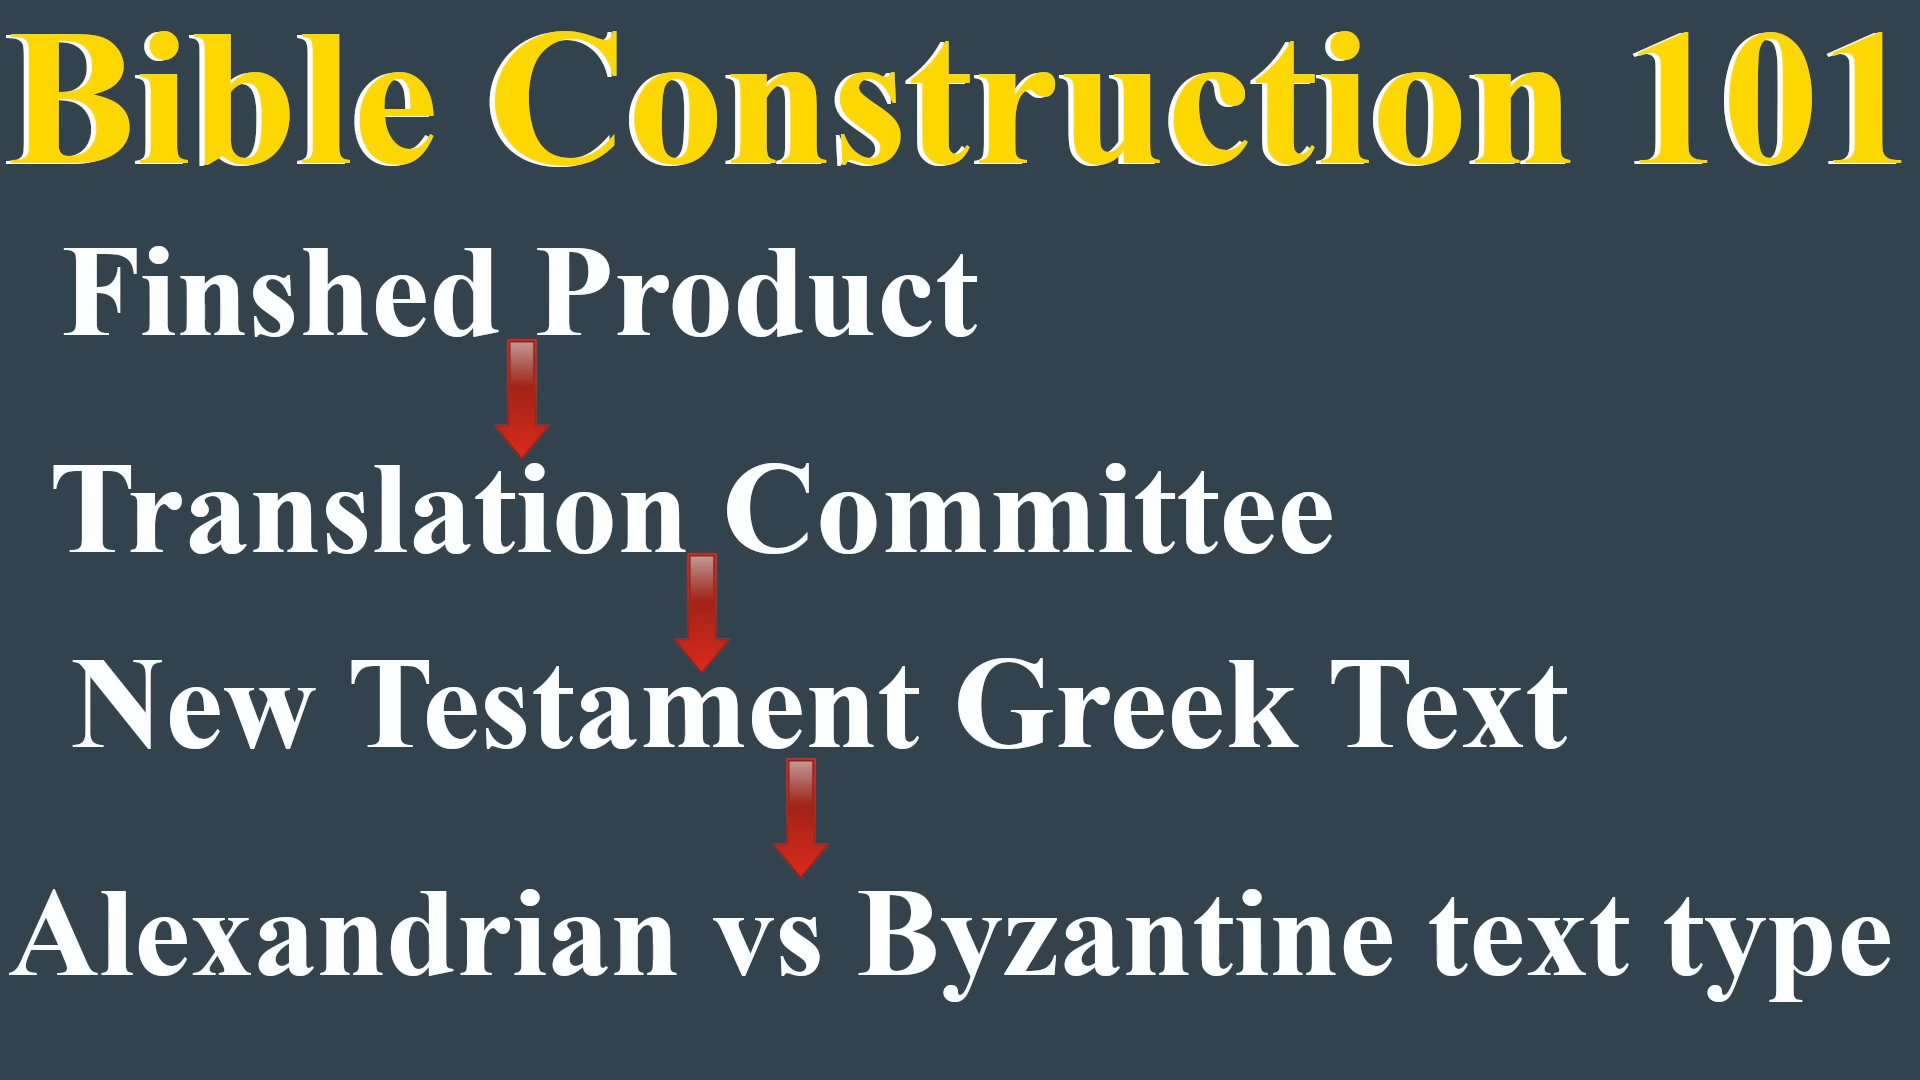 Bible Construction 101
Finshed Product
Translation Committee
New Testament Greek Text
Alexandrian vs Byzantine text type